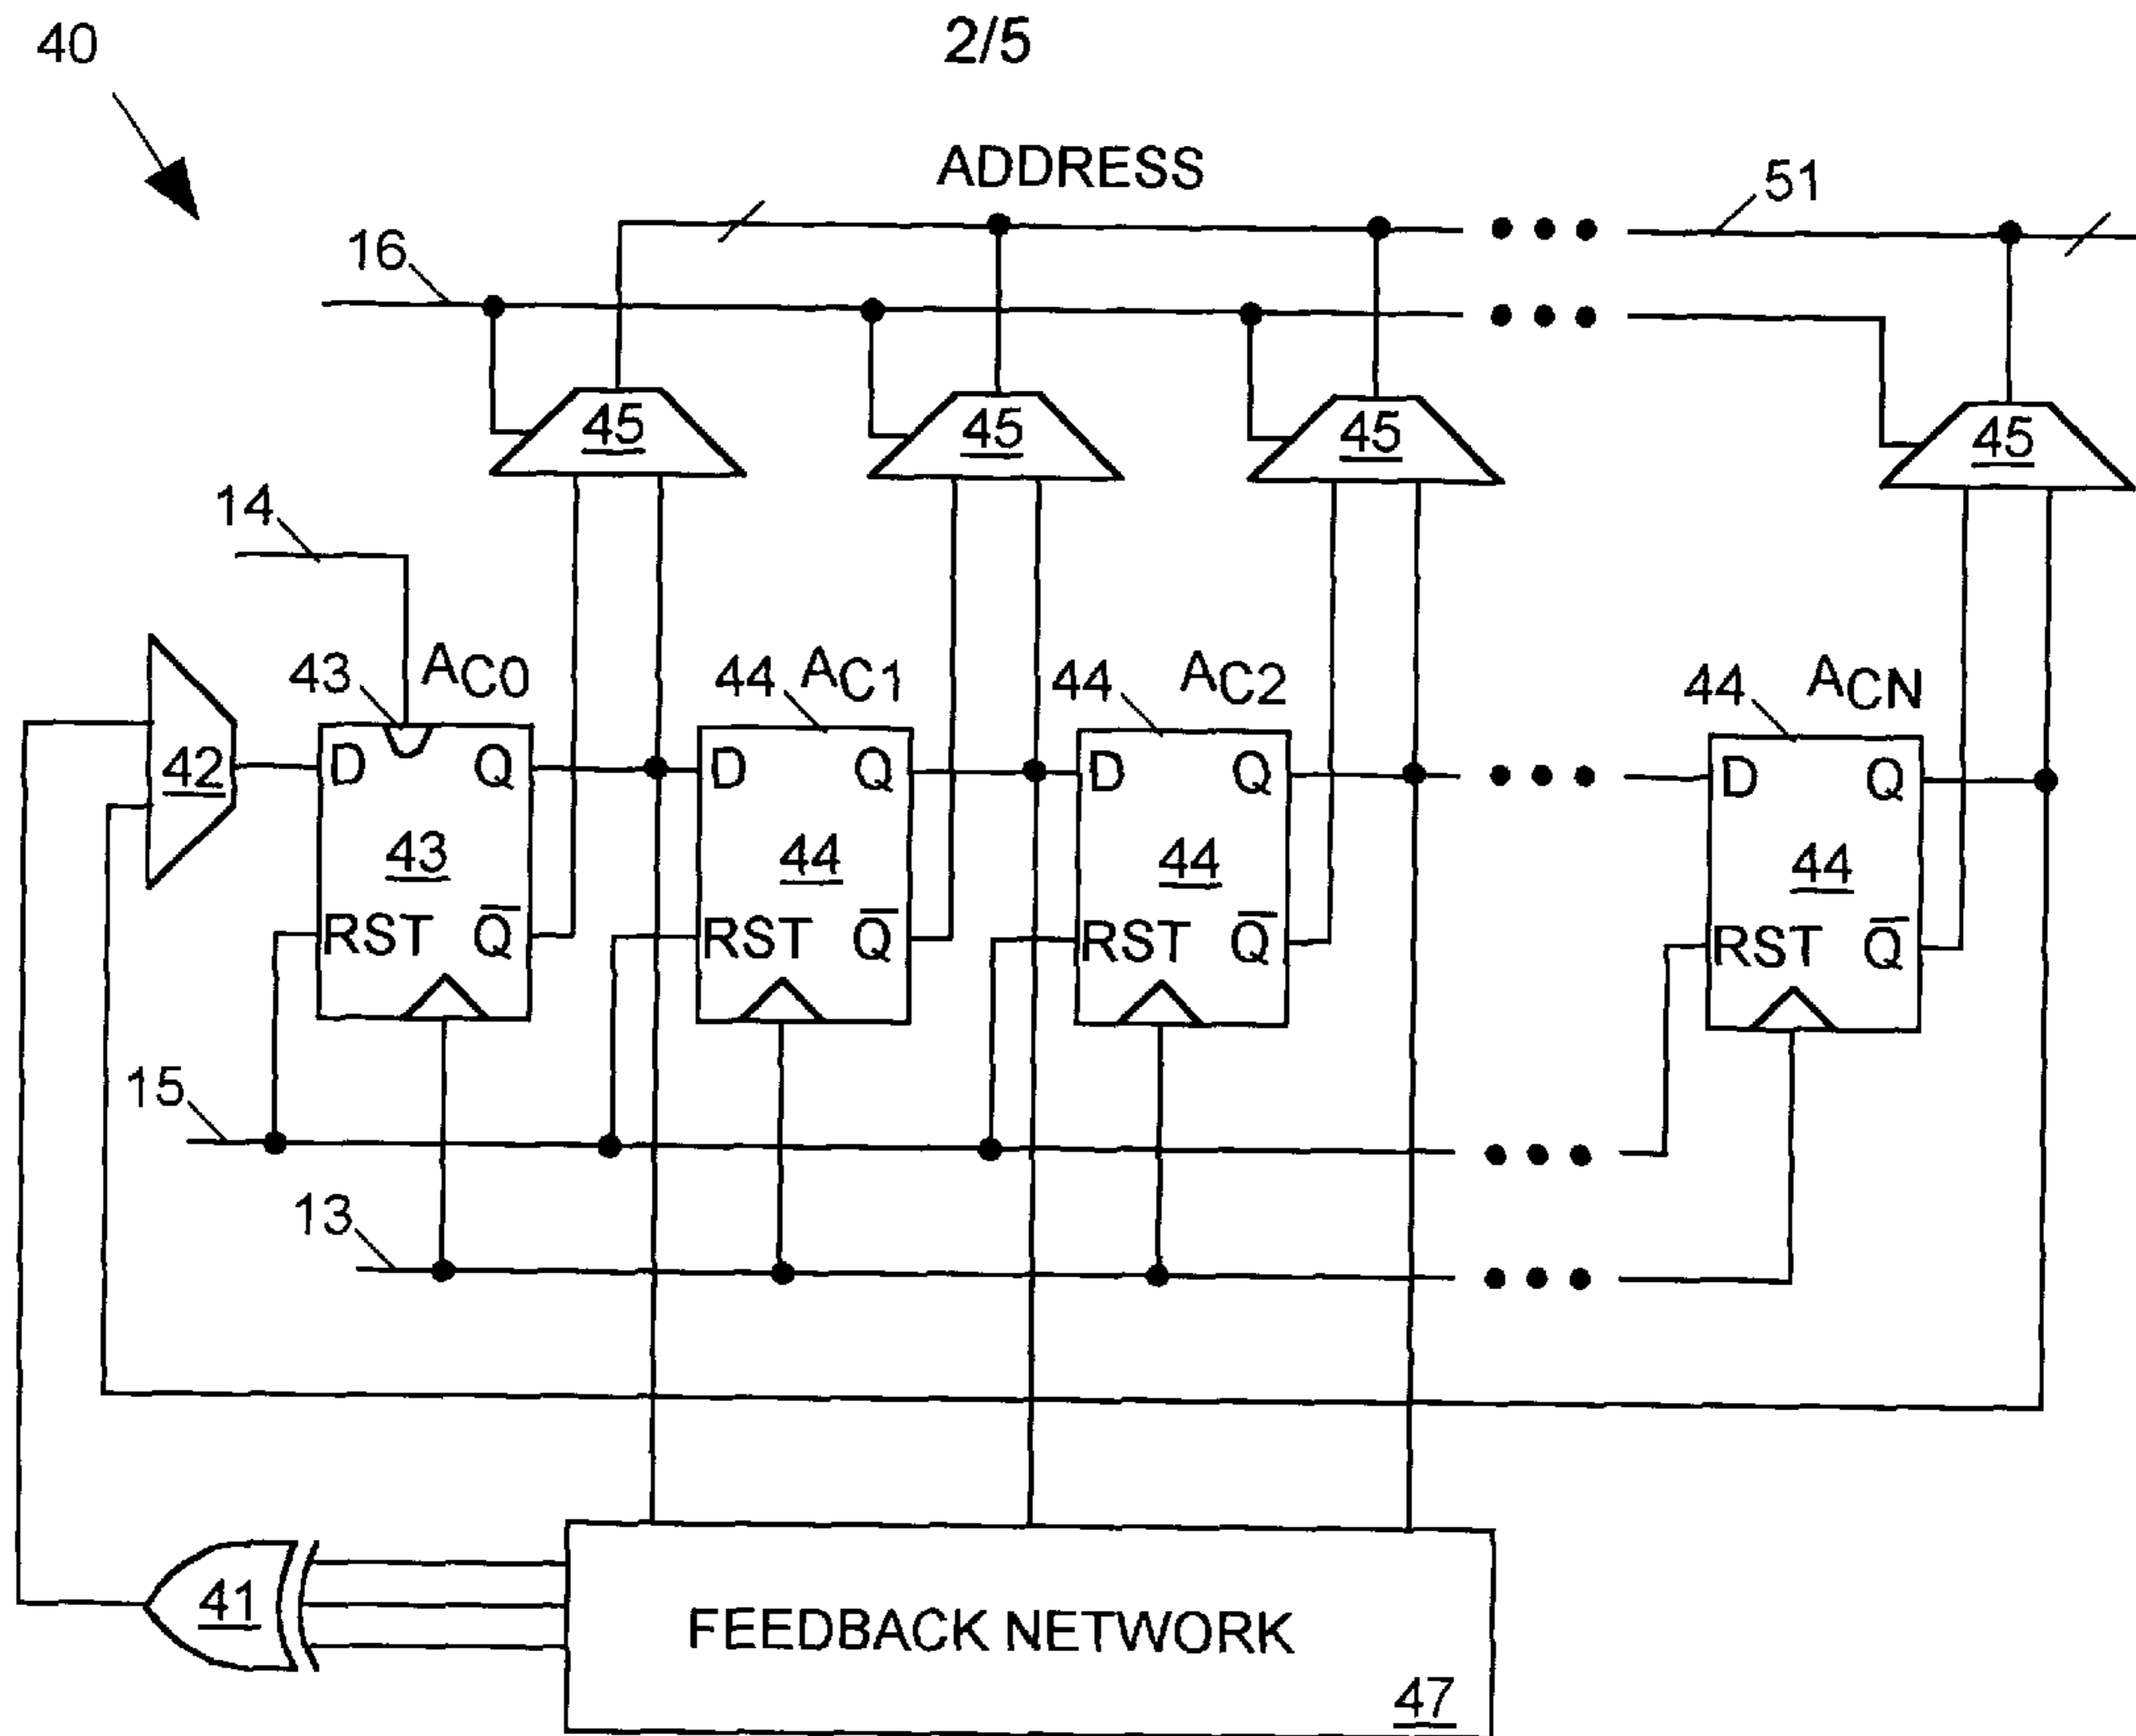 40
2/5
ADDRESS
51
16
45 45 45 45
14
43 AC0 44 AC1 44 AC2 44 ACN
42 D Q D Q D Q D Q
43 44 44 44
RST Q̅ RST Q̅ RST Q̅ RST Q̅
15
13
41
FEEDBACK NETWORK
47